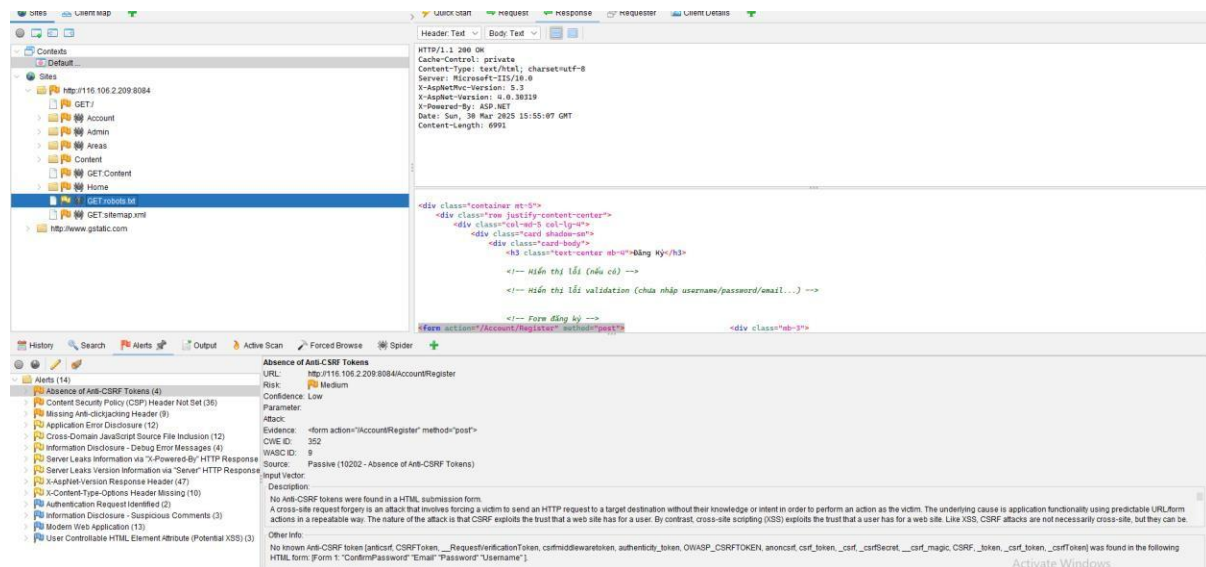 Sites Client Map
Quick Start Request Response Requester Client Details
Header: Text Body: Text
Contexts
Default ...
Sites
http://116.106.2.209:8084
GET:/
Account
Admin
Areas
Content
GET:Content
Home
GET:robots.txt
GET:sitemap.xml
http://www.gstatic.com
HTTP/1.1 200 OK
Cache-Control: private
Content-Type: text/html; charset=utf-8
Server: Microsoft-IIS/10.0
X-AspNetMvc-Version: 5.3
X-AspNet-Version: 4.0.30319
X-Powered-By: ASP.NET
Date: Sun, 30 Mar 2025 15:55:07 GMT
Content-Length: 6991
<div class="container mt-5">
<div class="row justify-content-center">
<div class="col-md-5 col-lg-4">
<div class="card shadow-sm">
<div class="card-body">
<h3 class="text-center mb-4">Đăng Ký</h3>
<!-- Hiển thị lỗi (nếu có) -->
<!-- Hiển thị lỗi validation (chưa nhập username/password/email...) -->
<!-- Form đăng ký -->
<form action="/Account/Register" method="post"> <div class="mb-3">
History Search Alerts Output Active Scan Forced Browse Spider
Alerts (14)
Absence of Anti-CSRF Tokens (4)
Content Security Policy (CSP) Header Not Set (36)
Missing Anti-clickjacking Header (9)
Application Error Disclosure (12)
Cross-Domain JavaScript Source File Inclusion (12)
Information Disclosure - Debug Error Messages (4)
Server Leaks Information via "X-Powered-By" HTTP Response
Server Leaks Version Information via "Server" HTTP Response
X-AspNet-Version Response Header (47)
X-Content-Type-Options Header Missing (10)
Authentication Request Identified (2)
Information Disclosure - Suspicious Comments (3)
Modern Web Application (13)
User Controllable HTML Element Attribute (Potential XSS) (3)
Absence of Anti-CSRF Tokens
URL: http://116.106.2.209:8084/Account/Register
Risk: Medium
Confidence: Low
Parameter:
Attack:
Evidence: <form action="/Account/Register" method="post">
CWE ID: 352
WASC ID: 9
Source: Passive (10202 - Absence of Anti-CSRF Tokens)
Input Vector:
Description:
No Anti-CSRF tokens were found in a HTML submission form.
A cross-site request forgery is an attack that involves forcing a victim to send an HTTP request to a target destination without their knowledge or intent in order to perform an action as the victim. The underlying cause is application functionality using predictable URL/form
actions in a repeatable way. The nature of the attack is that CSRF exploits the trust that a web site has for a user. By contrast, cross-site scripting (XSS) exploits the trust that a user has for a web site. Like XSS, CSRF attacks are not necessarily cross-site, but they can be.
Other Info:
No known Anti-CSRF token [anticsrf, CSRFToken, __RequestVerificationToken, csrfmiddlewaretoken, authenticity_token, OWASP_CSRFTOKEN, anoncsrf, csrf_token, _csrf, _csrfSecret, __csrf_magic, CSRF, _token, _csrf_token, _csrfToken] was found in the following
HTML form: [Form 1: "ConfirmPassword" "Email" "Password" "Username" ].
Activate Windows